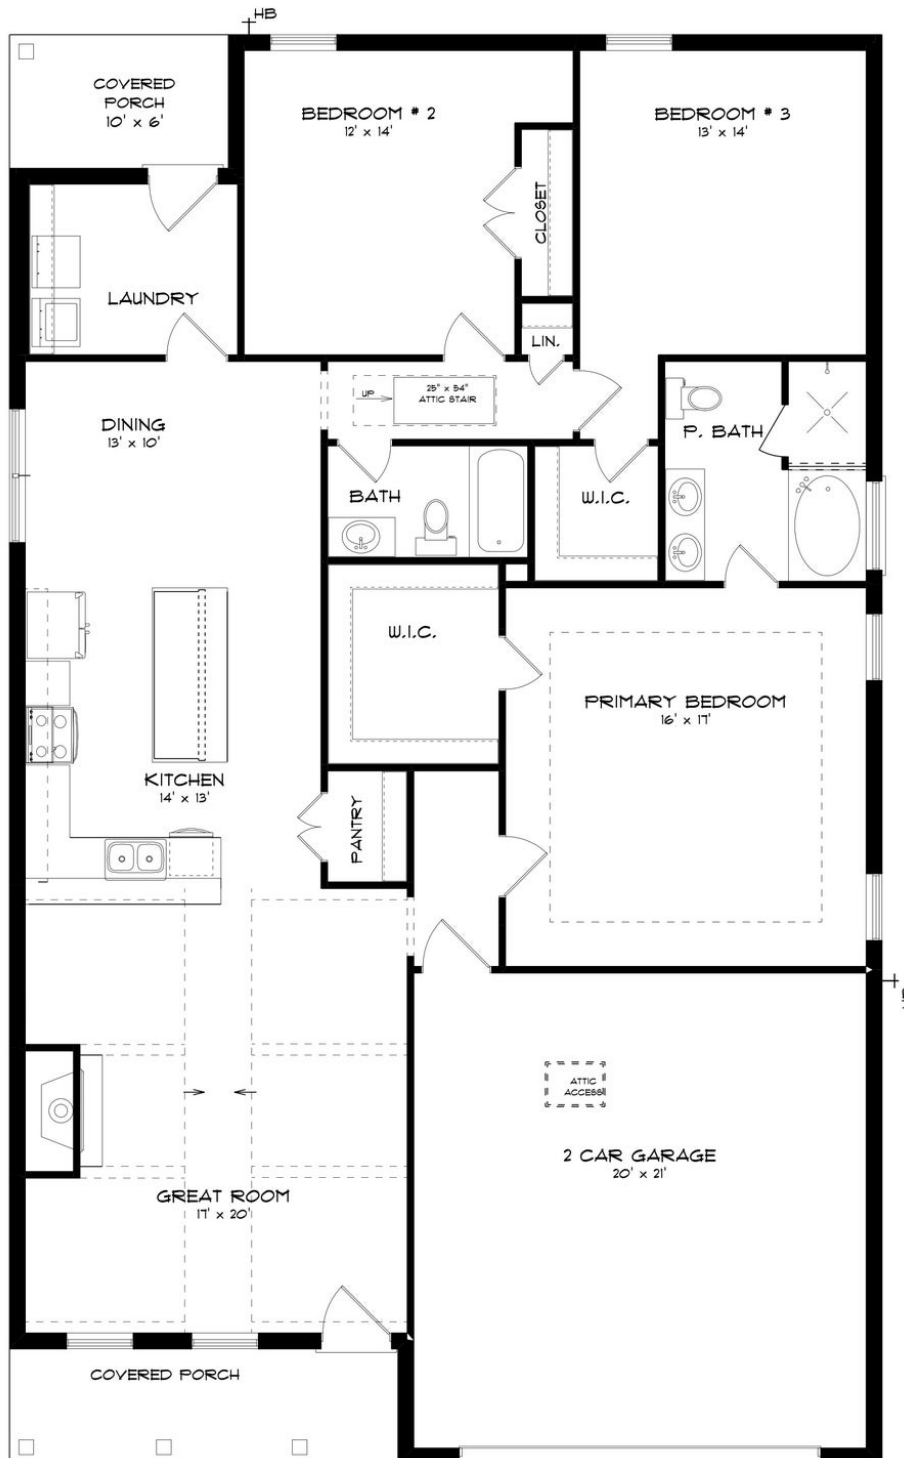 HB
COVERED
PORCH
10' x 6'
BEDROOM # 2
12' x 14'
BEDROOM # 3
13' x 14'
CLOSET
LAUNDRY
LIN.
UP
25" x 54"
ATTIC STAIR
DINING
13' x 10'
P. BATH
BATH
W.I.C.
W.I.C.
PRIMARY BEDROOM
16' x 17'
KITCHEN
14' x 13'
PANTRY
ATTIC
ACCESS
2 CAR GARAGE
20' x 21'
GREAT ROOM
17' x 20'
COVERED PORCH